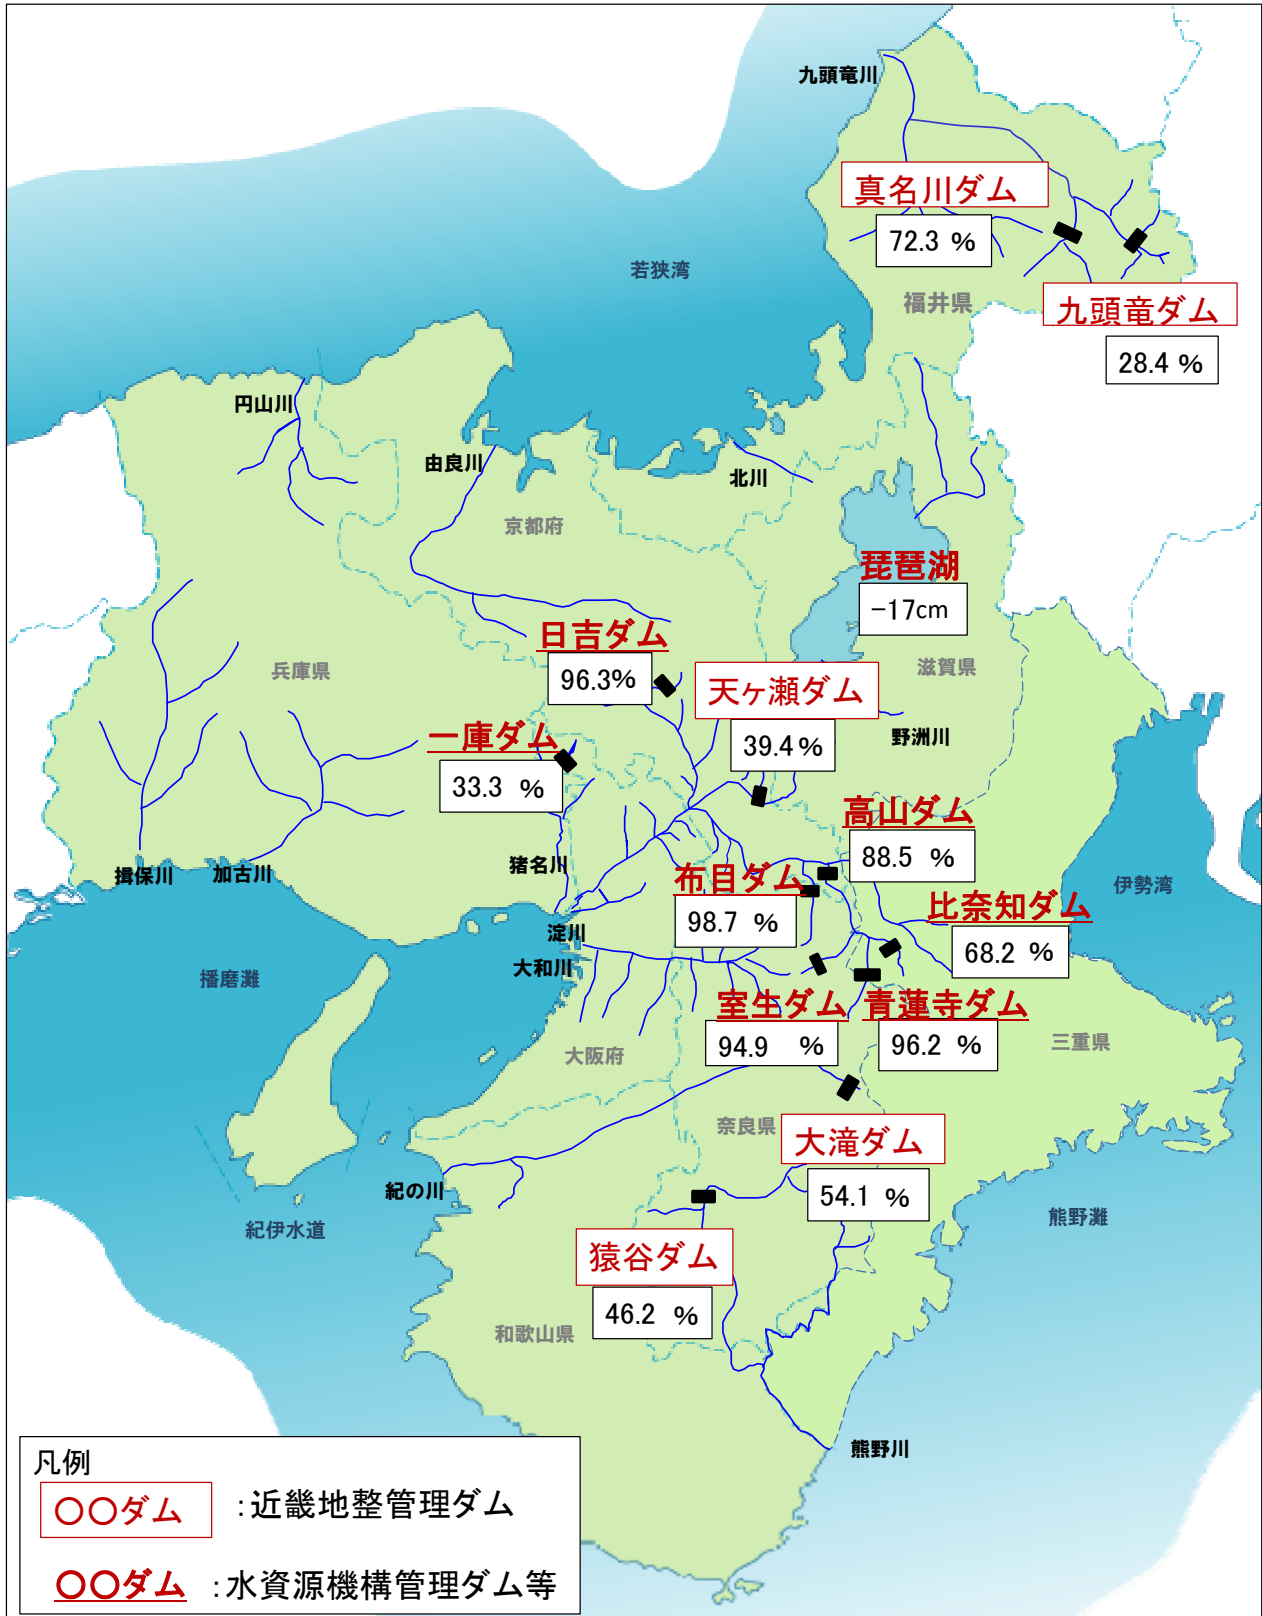 九頭竜川
真名川ダム
72.3 %
若狭湾
福井県
九頭竜ダム
28.4 %
円山川
由良川
北川
京都府
琵琶湖
-17cm
日吉ダム
96.3%
兵庫県
滋賀県
天ヶ瀬ダム
39.4%
野洲川
一庫ダム
33.3 %
高山ダム
88.5 %
猪名川
揖保川
加古川
布目ダム
98.7 %
伊勢湾
比奈知ダム
68.2 %
淀川
大和川
播磨灘
室生ダム
94.9 %
青蓮寺ダム
96.2 %
大阪府
三重県
奈良県
大滝ダム
54.1 %
紀の川
紀伊水道
熊野灘
猿谷ダム
46.2 %
和歌山県
熊野川
凡例
〇〇ダム :近畿地整管理ダム
〇〇ダム :水資源機構管理ダム等